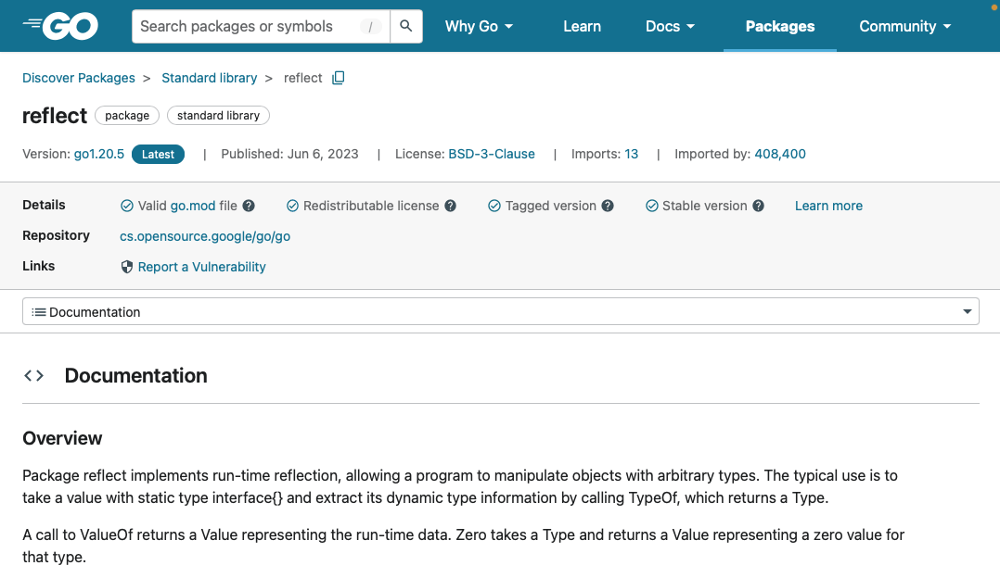 GO Search packages or symbols / Why Go Learn Docs Packages Community
Discover Packages > Standard library > reflect
reflect package standard library
Version: go1.20.5 Latest | Published: Jun 6, 2023 | License: BSD-3-Clause | Imports: 13 | Imported by: 408,400
Details Valid go.mod file ? Redistributable license ? Tagged version ? Stable version ? Learn more
Repository cs.opensource.google/go/go
Links Report a Vulnerability
Documentation
<> Documentation
Overview
Package reflect implements run-time reflection, allowing a program to manipulate objects with arbitrary types. The typical use is to
take a value with static type interface{} and extract its dynamic type information by calling TypeOf, which returns a Type.
A call to ValueOf returns a Value representing the run-time data. Zero takes a Type and returns a Value representing a zero value for
that type.